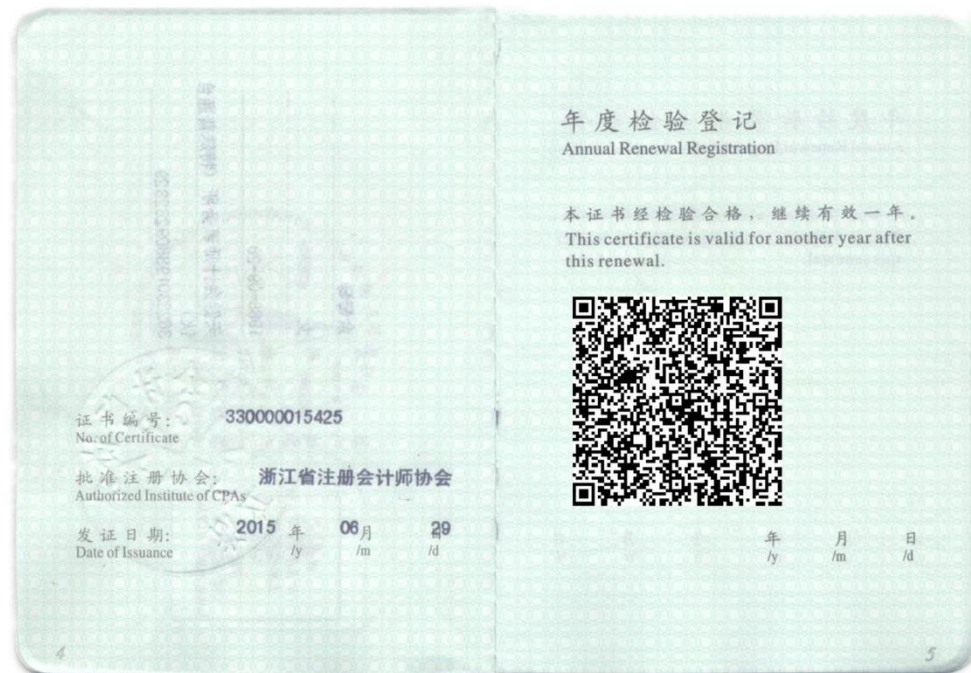 证书编号: 330000015425
No. of Certificate
批准注册协会: 浙江省注册会计师协会
Authorized Institute of CPAs
发证日期: 2015 年 06 月 29 日
Date of Issuance /y /m /d
4
年度检验登记
Annual Renewal Registration
本证书经检验合格，继续有效一年。
This certificate is valid for another year after
this renewal.
年 月 日
/y /m /d
5